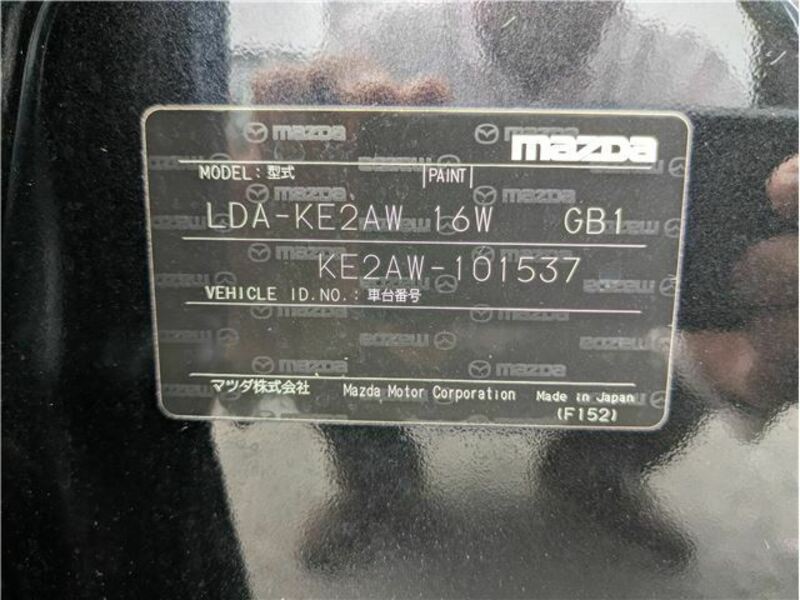 mazda
MODEL:型式 PAINT
LDA-KE2AW 16W GB1
KE2AW-101537
VEHICLE ID.NO.:車台番号
マツダ株式会社 Mazda Motor Corporation Made in Japan
(F152)